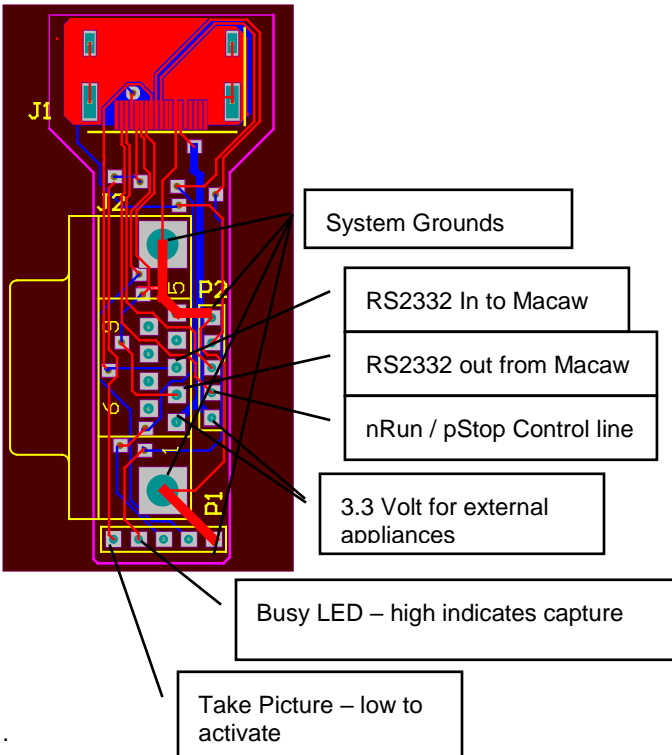 J1
J2
System Grounds
5
P2
RS2332 In to Macaw
9
RS2332 out from Macaw
nRun / pStop Control line
6
1
3.3 Volt for external
appliances
P1
Busy LED – high indicates capture
Take Picture – low to
activate
.